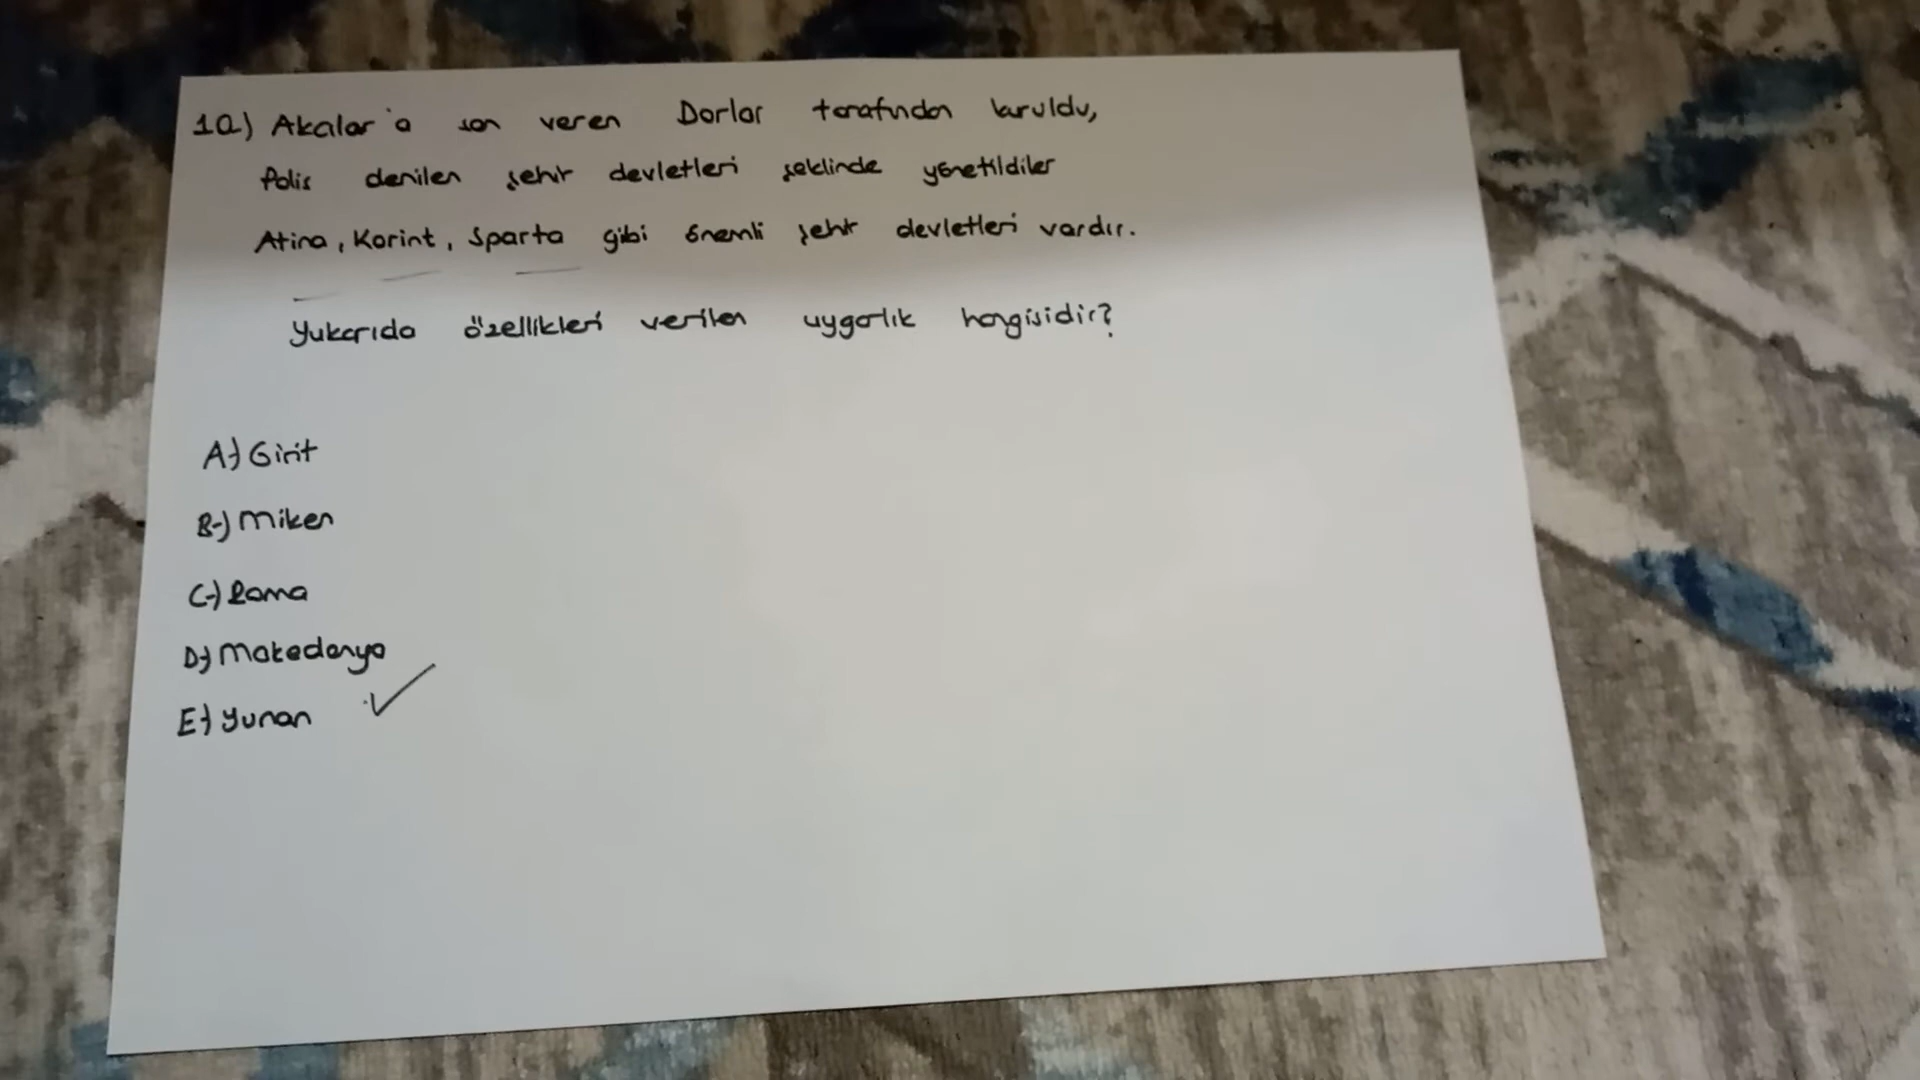 10) Akalar'a son veren Dorlar tarafından kuruldu,
Polis denilen şehir devletleri şeklinde yönetildiler
Atina, Korint, Sparta gibi önemli şehir devletleri vardır.
Yukarıda özellikleri verilen uygarlık hangisidir?
A-) Girit
B-) Miken
C-) Roma
D-) Makedonya
E-) Yunan